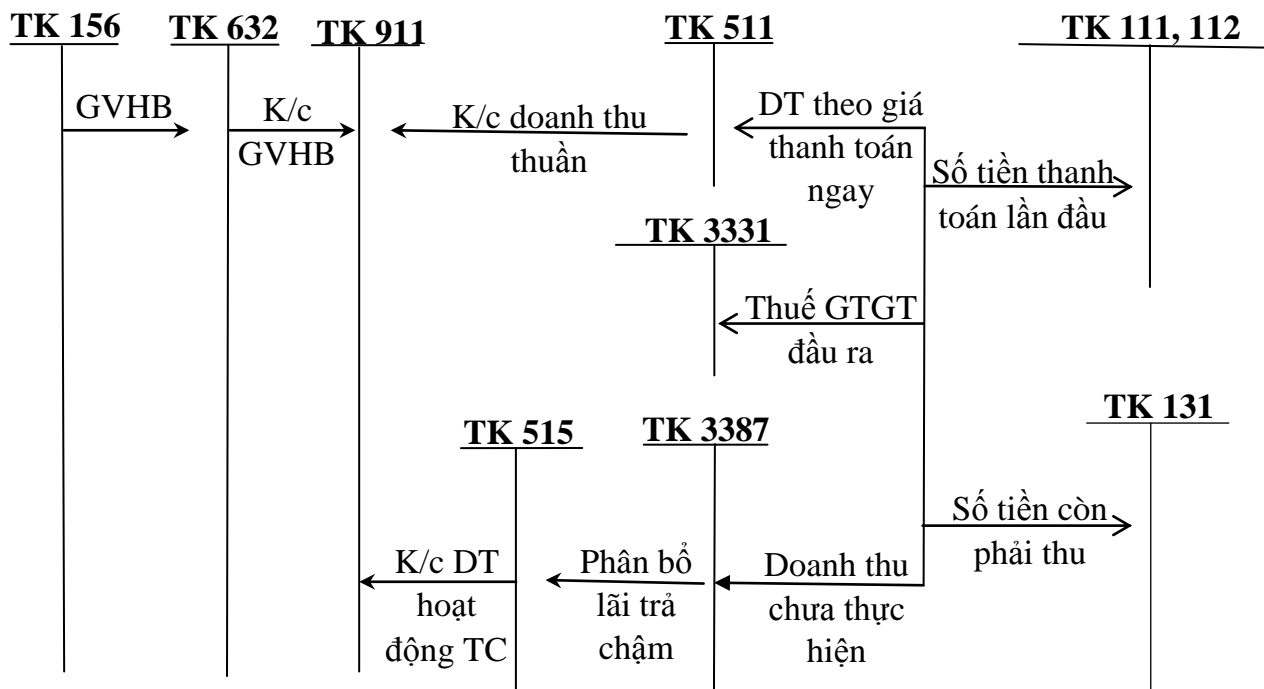 TK 156
TK 632
TK 911
TK 511
TK 111, 112
GVHB
K/c
GVHB
K/c doanh thu
thuần
DT theo giá
thanh toán
ngay
Số tiền thanh
toán lần đầu
TK 3331
Thuế GTGT
đầu ra
TK 131
TK 515
TK 3387
Số tiền còn
phải thu
K/c DT
hoạt
động TC
Phân bổ
lãi trả
chậm
Doanh thu
chưa thực
hiện